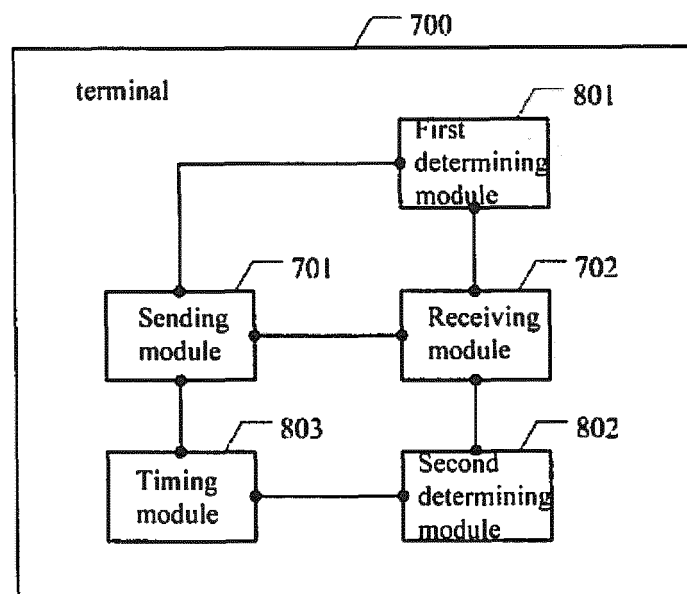 700
terminal
801
First
determining
module
701
Sending
module
702
Receiving
module
803
Timing
module
802
Second
determining
module